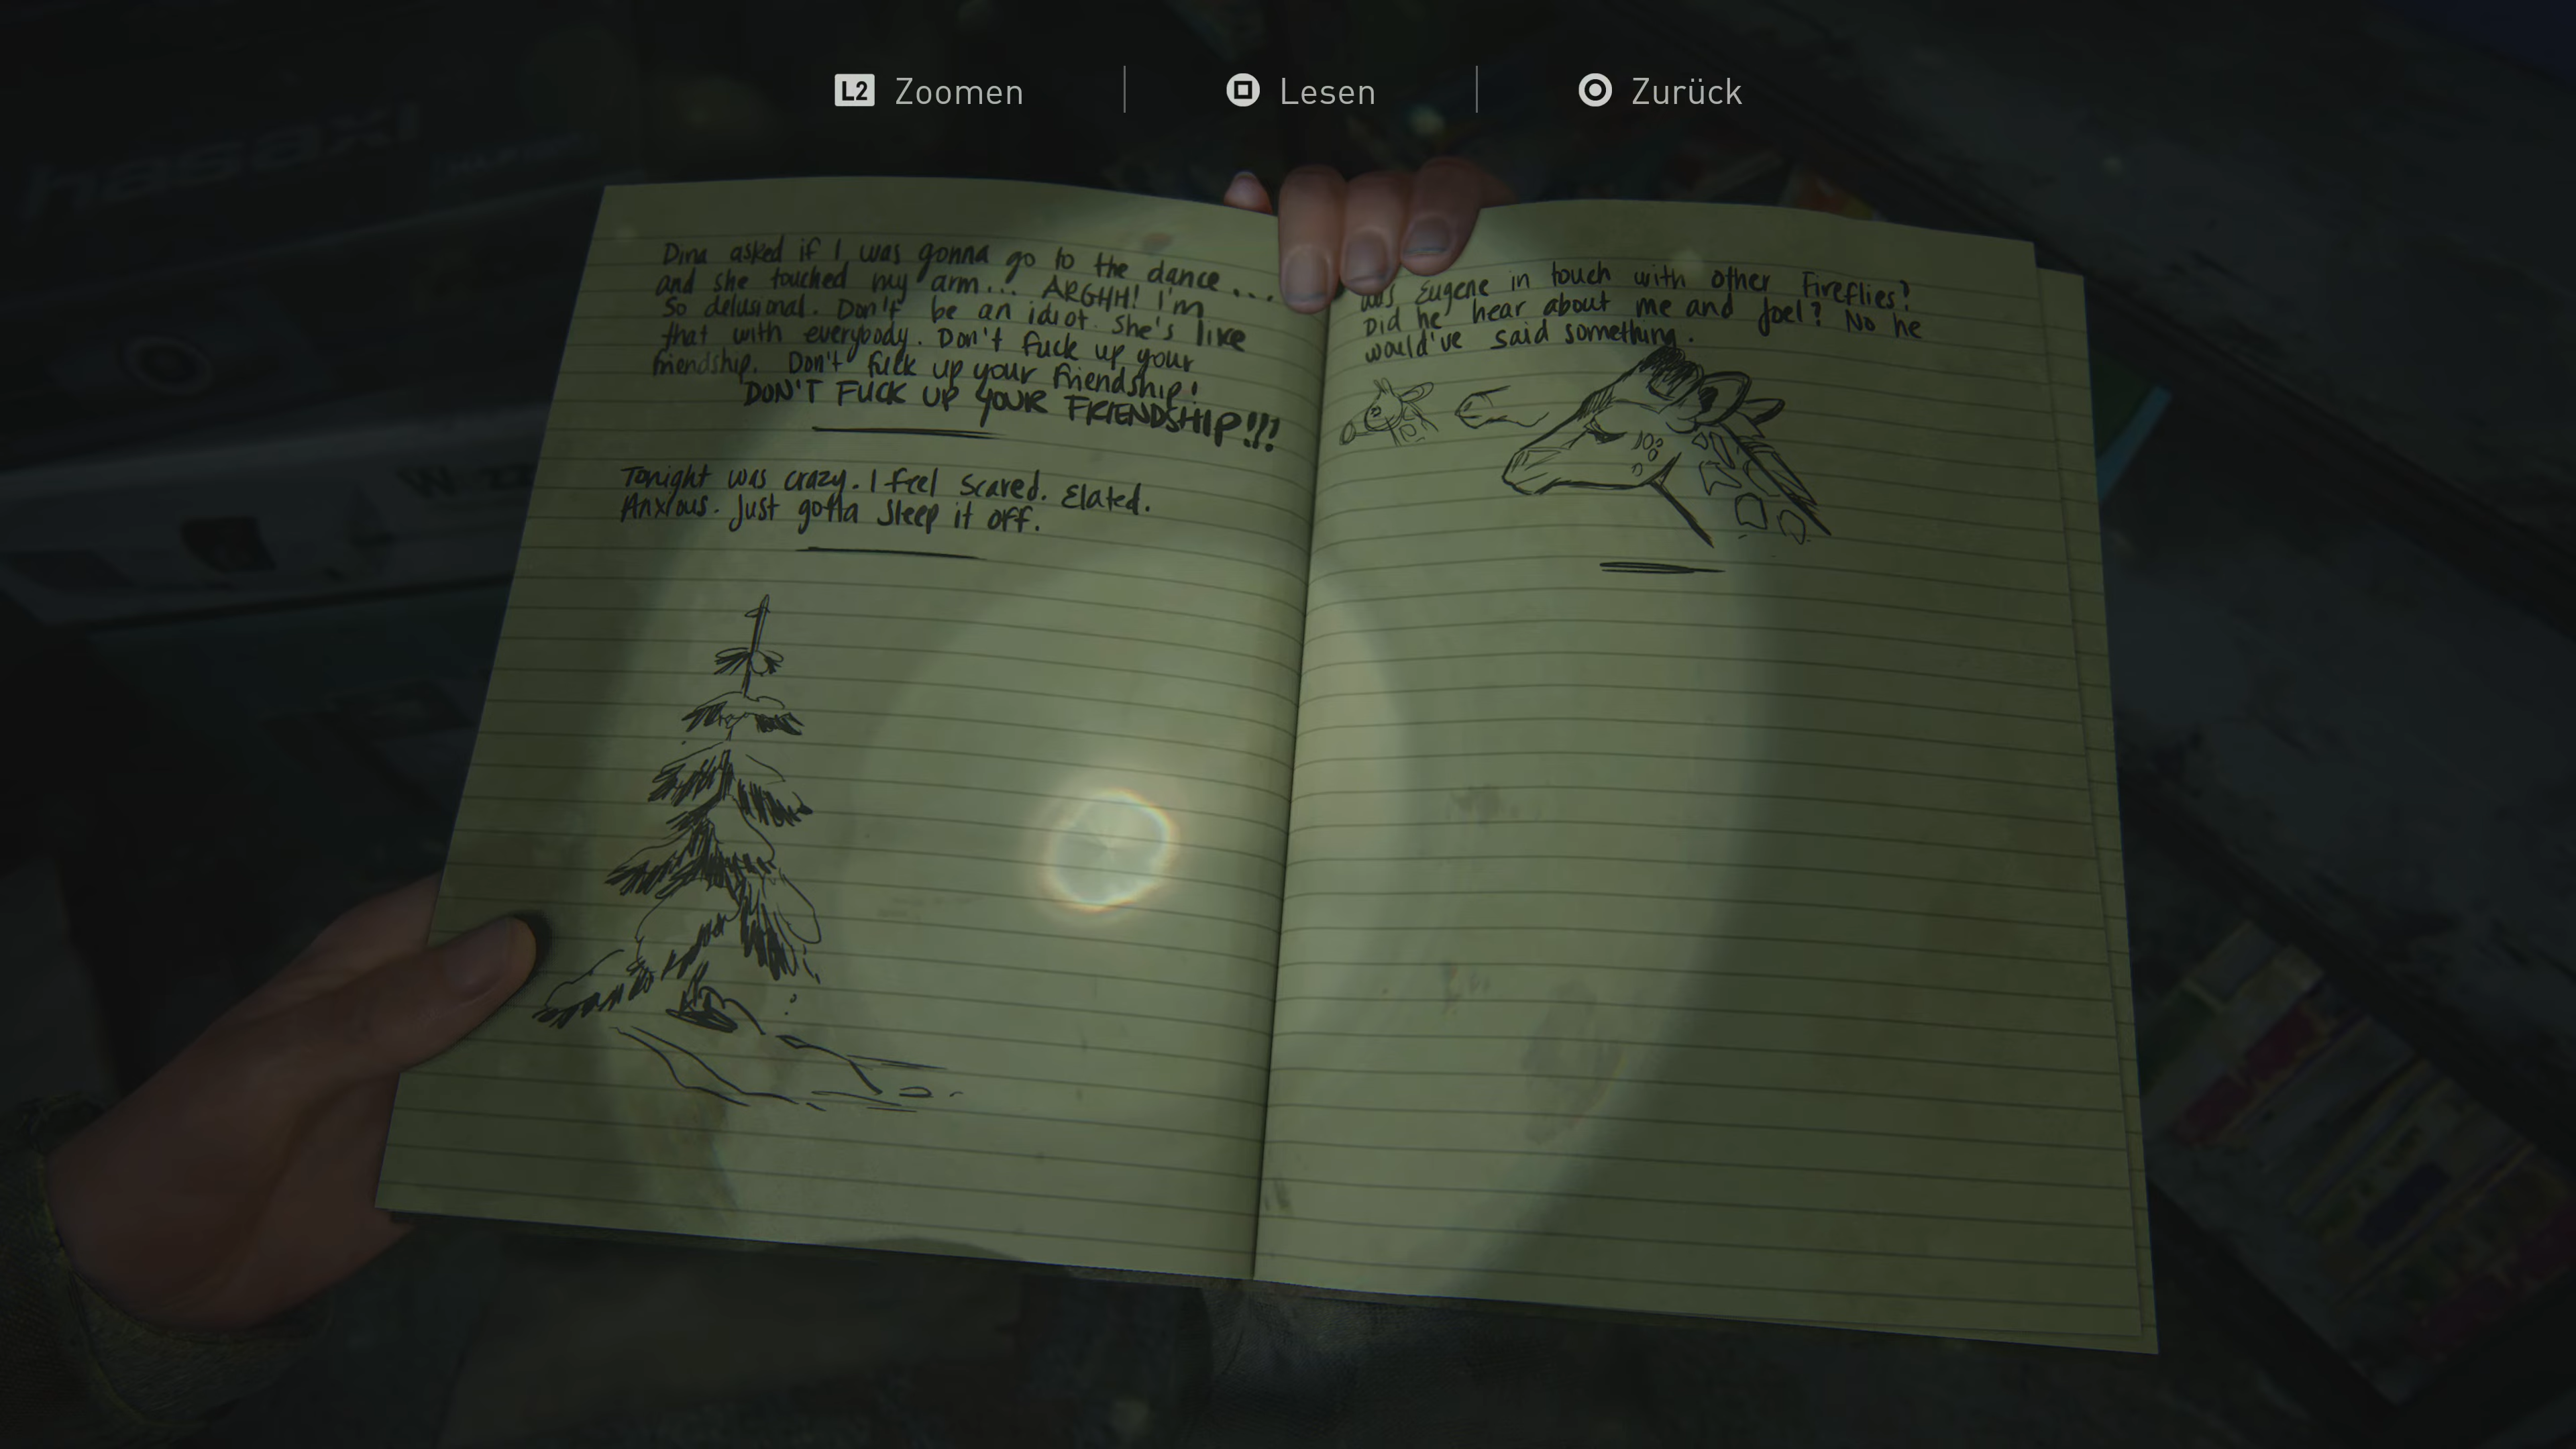 L2 Zoomen
Lesen
Zurück
Dina asked if I was gonna go to the dance...
and she touched my arm... ARGHH! I'm
so delusional. Don't be an idiot. She's like
that with everybody. Don't fuck up your
friendship. Don't fuck up your friendship!
DON'T FUCK UP YOUR FRIENDSHIP!!!
Tonight was crazy. I feel scared. Elated.
Anxious. Just gotta sleep it off.
was Eugene in touch with other Fireflies?
Did he hear about me and Joel? No he
would've said something.
hasaxi